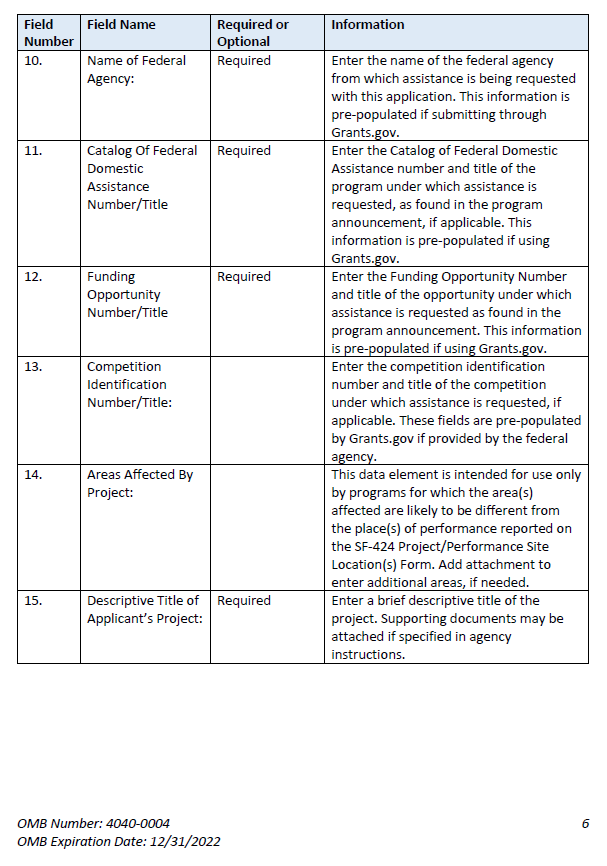 Field Number
Field Name
Required or Optional
Information
10.
Name of Federal
Agency:
Required
Enter the name of the federal agency
from which assistance is being requested
with this application. This information is
pre-populated if submitting through
Grants.gov.
11.
Catalog Of Federal
Domestic
Assistance
Number/Title
Required
Enter the Catalog of Federal Domestic
Assistance number and title of the
program under which assistance is
requested, as found in the program
announcement, if applicable. This
information is pre-populated if using
Grants.gov.
12.
Funding
Opportunity
Number/Title
Required
Enter the Funding Opportunity Number
and title of the opportunity under which
assistance is requested as found in the
program announcement. This information
is pre-populated if using Grants.gov.
13.
Competition
Identification
Number/Title:
Enter the competition identification
number and title of the competition
under which assistance is requested, if
applicable. These fields are pre-populated
by Grants.gov if provided by the federal
agency.
14.
Areas Affected By
Project:
This data element is intended for use only
by programs for which the area(s)
affected are likely to be different from
the place(s) of performance reported on
the SF-424 Project/Performance Site
Location(s) Form. Add attachment to
enter additional areas, if needed.
15.
Descriptive Title of
Applicant's Project:
Required
Enter a brief descriptive title of the
project. Supporting documents may be
attached if specified in agency
instructions.
OMB Number: 4040-0004
6
OMB Expiration Date: 12/31/2022